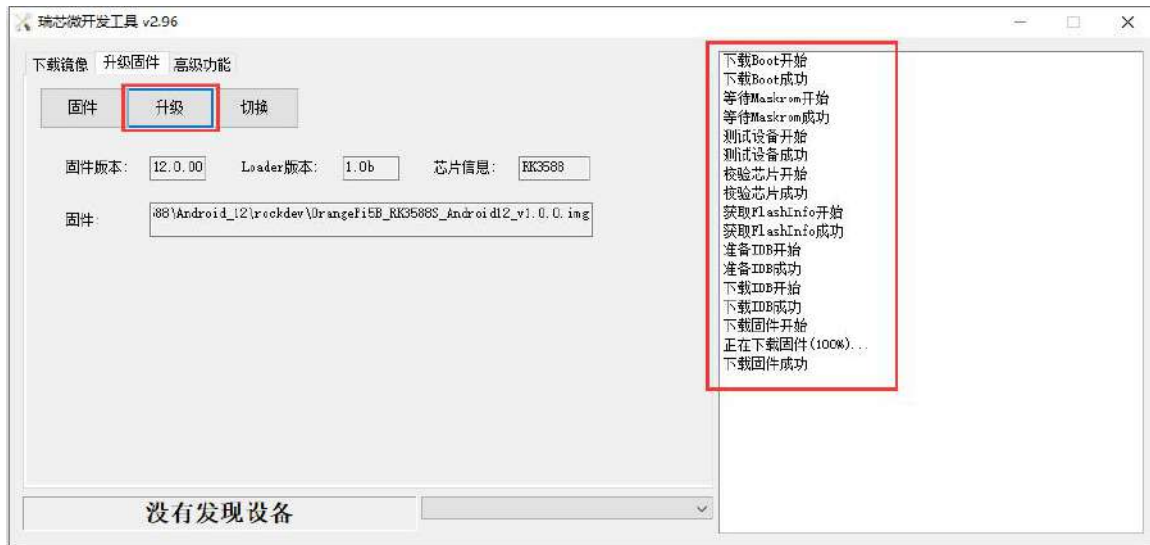 瑞芯微开发工具 v2.96
下载镜像 升级固件 高级功能
固件 升级 切换
固件版本: 12.0.00 Loader版本: 1.0b 芯片信息: RK3588
固件: i88\Android_12\rockdev\OrangePi5B_RK3588S_Android12_v1.0.0.img
没有发现设备
下载Boot开始
下载Boot成功
等待Maskrom开始
等待Maskrom成功
测试设备开始
测试设备成功
校验芯片开始
校验芯片成功
获取FlashInfo开始
获取FlashInfo成功
准备IDB开始
准备IDB成功
下载IDB开始
下载IDB成功
下载固件开始
正在下载固件(100%)...
下载固件成功